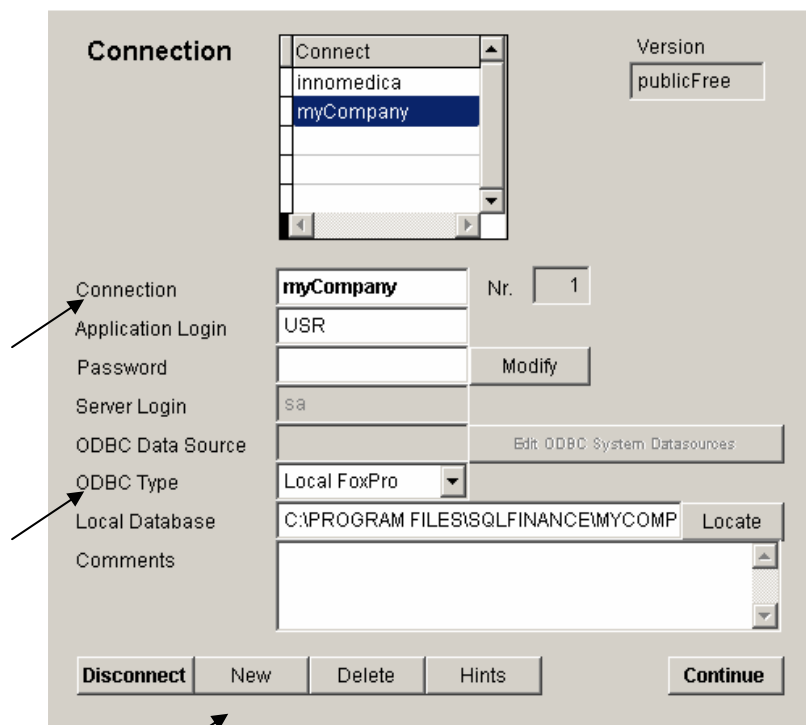 Connection
Connect
innomedica
myCompany
Version
publicFree
Connection myCompany Nr. 1
Application Login USR
Password Modify
Server Login sa
ODBC Data Source Edit ODBC System Datasources
ODBC Type Local FoxPro
Local Database C:\PROGRAM FILES\SQLFINANCE\MYCOMP Locate
Comments
Disconnect New Delete Hints Continue